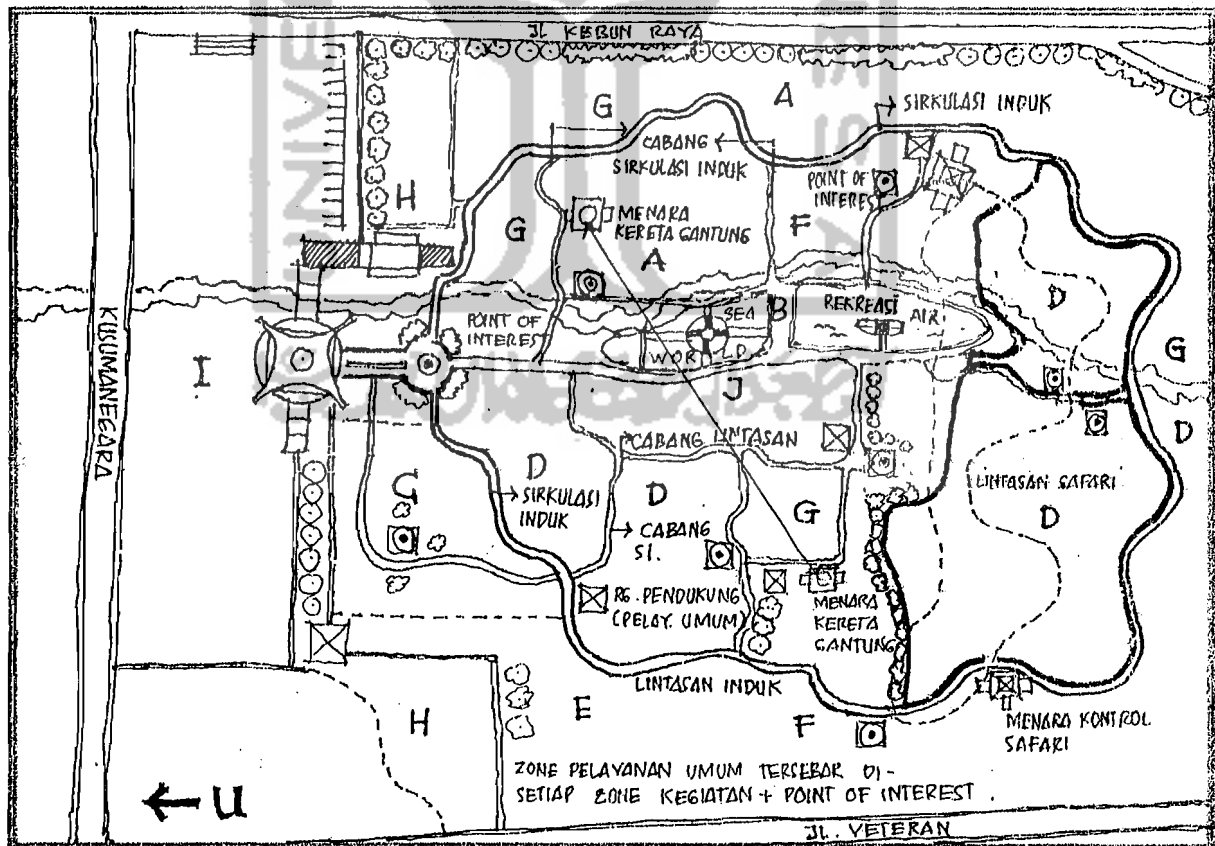 JL KEBUN RAYA
A
G
SIRKULASI INDUK
CABANG
SIRKULASI INDUK
POINT OF
INTEREST
H
G
MENARA
KERETA GANTUNG
F
A
D
KUSUMANEGARA
POINT OF
INTEREST
SEA
WORLD
B
REKREASI
AIR
G
I
J
D
CABANG LINTASAN
G
D
SIRKULASI
INDUK
D
CABANG
SI.
G
LINTASAN SAFARI
D
RG. PENDUKUNG
(PELAY. UMUM)
MENARA
KERETA
GANTUNG
LINTASAN INDUK
H
E
F
MENARA KONTROL
SAFARI
ZONE PELAYANAN UMUM TERSEBAR DI-
SETIAP ZONE KEGIATAN + POINT OF INTEREST.
U
JL. VETERAN
UNIVE